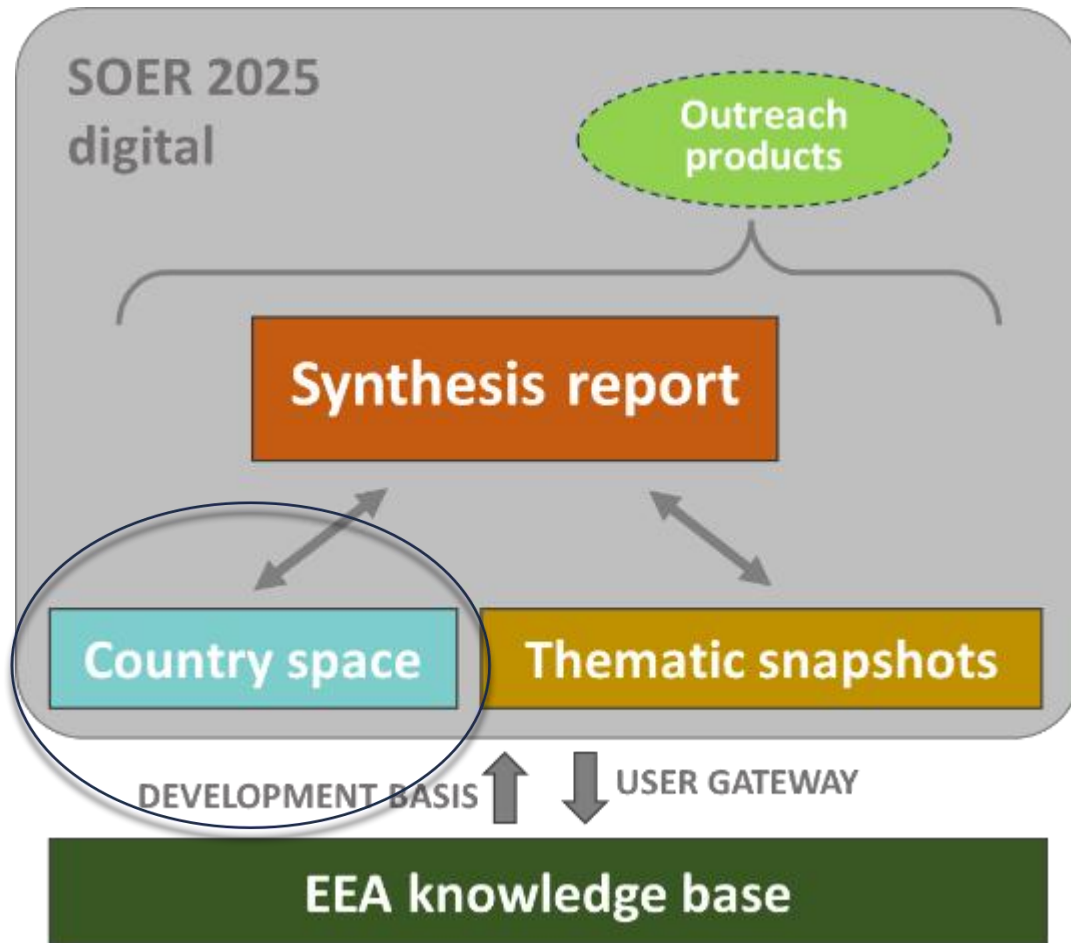 SOER 2025
digital
Outreach
products
Synthesis report
Country space
Thematic snapshots
DEVELOPMENT BASIS
USER GATEWAY
EEA knowledge base